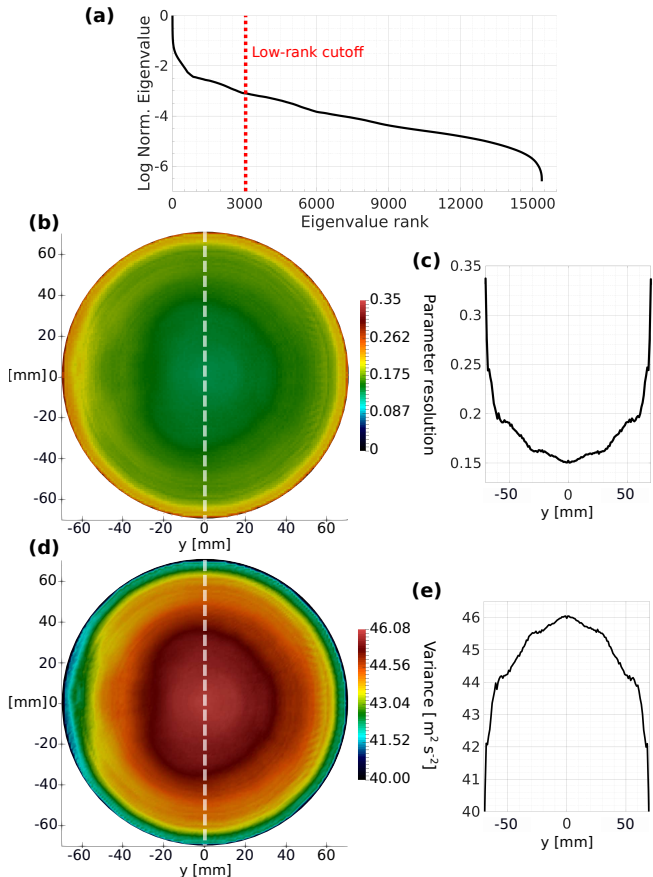 (a)
Log Norm. Eigenvalue
0
-2
-4
-6
Low-rank cutoff
0 3000 6000 9000 12000 15000
Eigenvalue rank
(b)
60
40
20
[mm] 0
-20
-40
-60
-60 -40 -20 0 20 40 60
y [mm]
0.35
0.262
0.175
0.087
0
Parameter resolution
(c)
0.35
0.3
0.25
0.2
0.15
-50 0 50
y [mm]
(d)
60
40
20
[mm] 0
-20
-40
-60
-60 -40 -20 0 20 40 60
y [mm]
46.08
44.56
43.04
41.52
40.00
Variance [ m² s⁻²]
(e)
46
45
44
43
42
41
40
-50 0 50
y [mm]